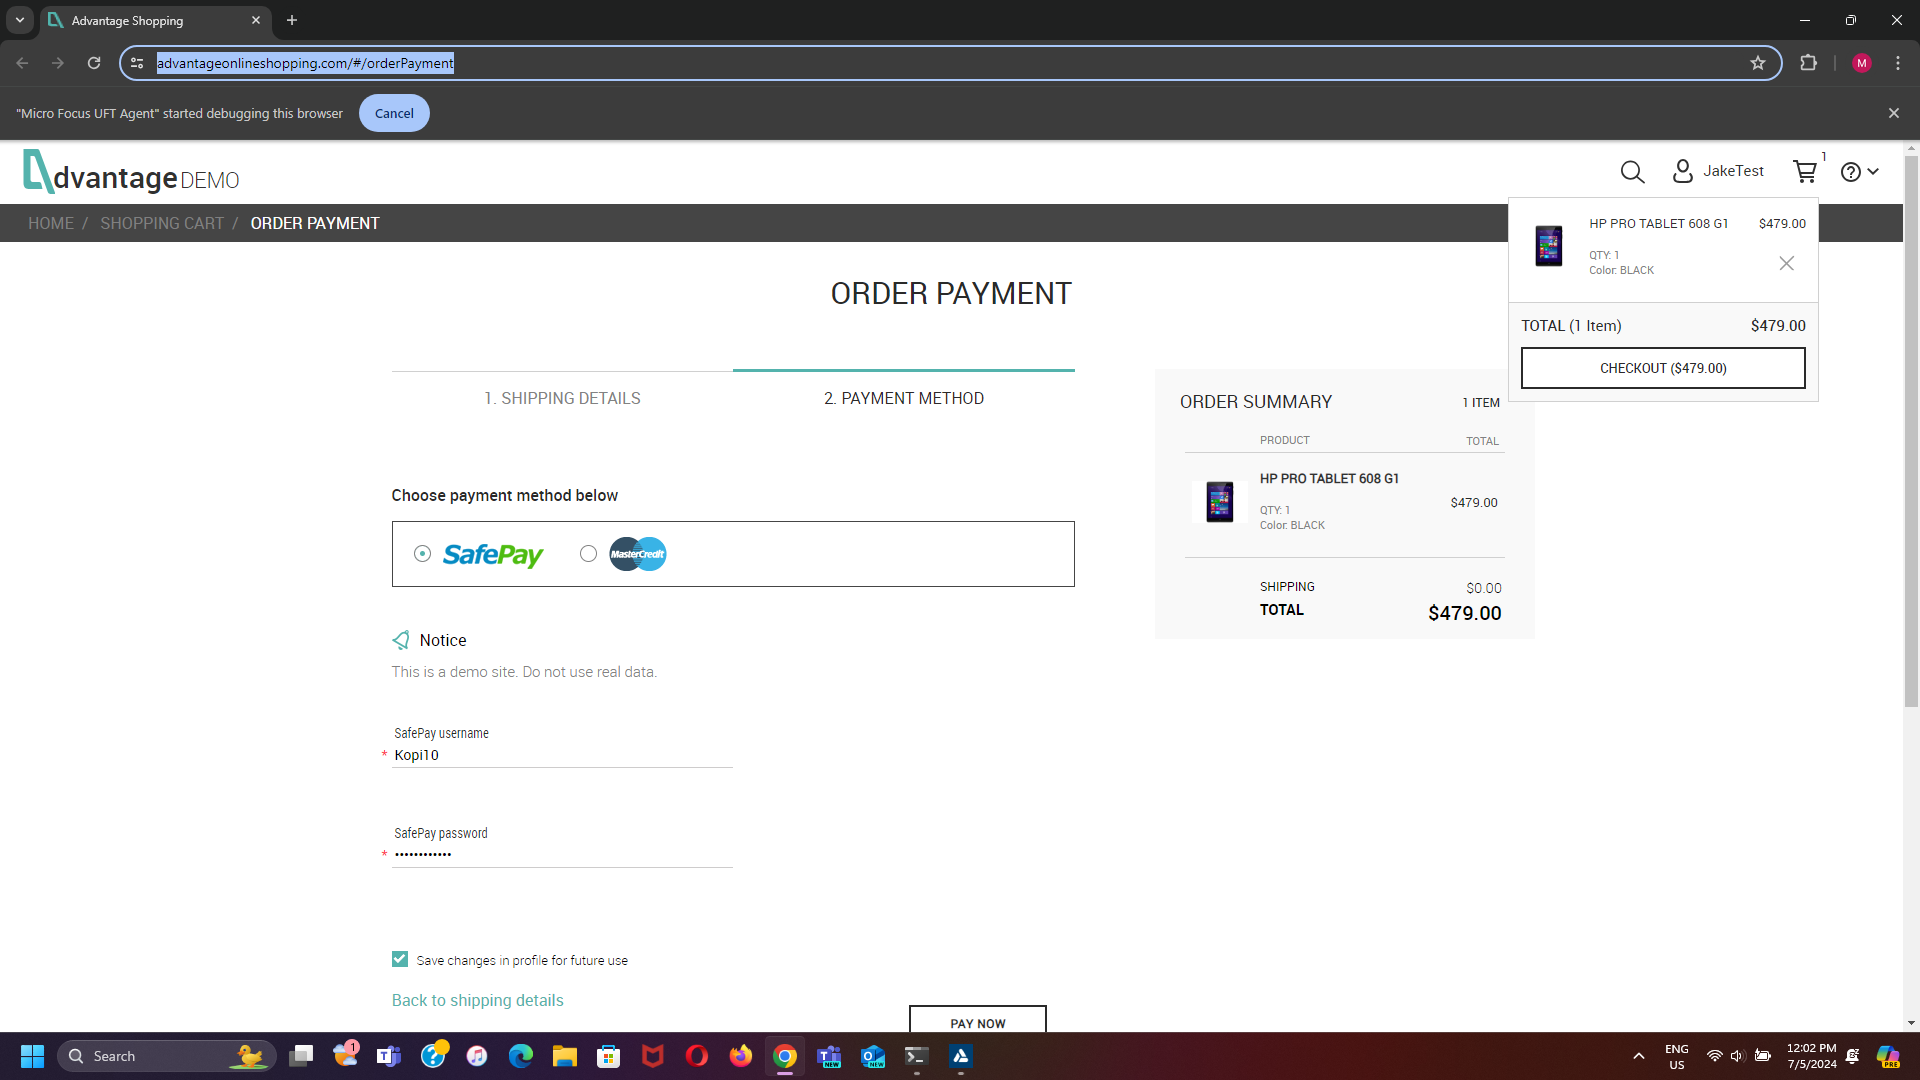 Advantage Shopping
advantageonlineshopping.com/#/orderPayment
M
"Micro Focus UFT Agent" started debugging this browser
Cancel
dvantage DEMO
JakeTest
1
HOME / SHOPPING CART / ORDER PAYMENT
HP PRO TABLET 608 G1 $479.00
QTY: 1
Color: BLACK
TOTAL (1 Item) $479.00
CHECKOUT ($479.00)
ORDER PAYMENT
1. SHIPPING DETAILS
2. PAYMENT METHOD
Choose payment method below
SafePay
MasterCredit
Notice
This is a demo site. Do not use real data.
SafePay username
* Kopi10
SafePay password
* ••••••••••••
Save changes in profile for future use
Back to shipping details
PAY NOW
ORDER SUMMARY 1 ITEM
PRODUCT TOTAL
HP PRO TABLET 608 G1
$479.00
QTY: 1
Color: BLACK
SHIPPING $0.00
TOTAL $479.00
Search
1
NEW
NEW
ENG
US
12:02 PM
7/5/2024
PRE